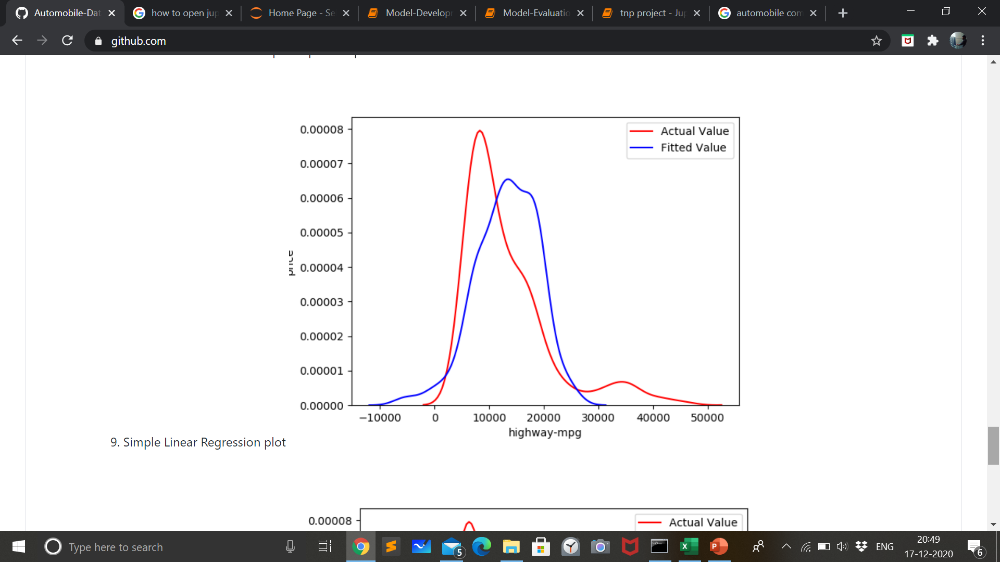 Automobile-Dat
how to open jup
Home Page - Se
Model-Develop
Model-Evaluatio
tnp project - Ju
automobile com
github.com
0.00008
0.00007
0.00006
0.00005
0.00004
0.00003
0.00002
0.00001
0.00000
price
Actual Value
Fitted Value
−10000 0 10000 20000 30000 40000 50000
highway-mpg
9. Simple Linear Regression plot
0.00008
Actual Value
Type here to search
5
ENG
20:49
17-12-2020
6